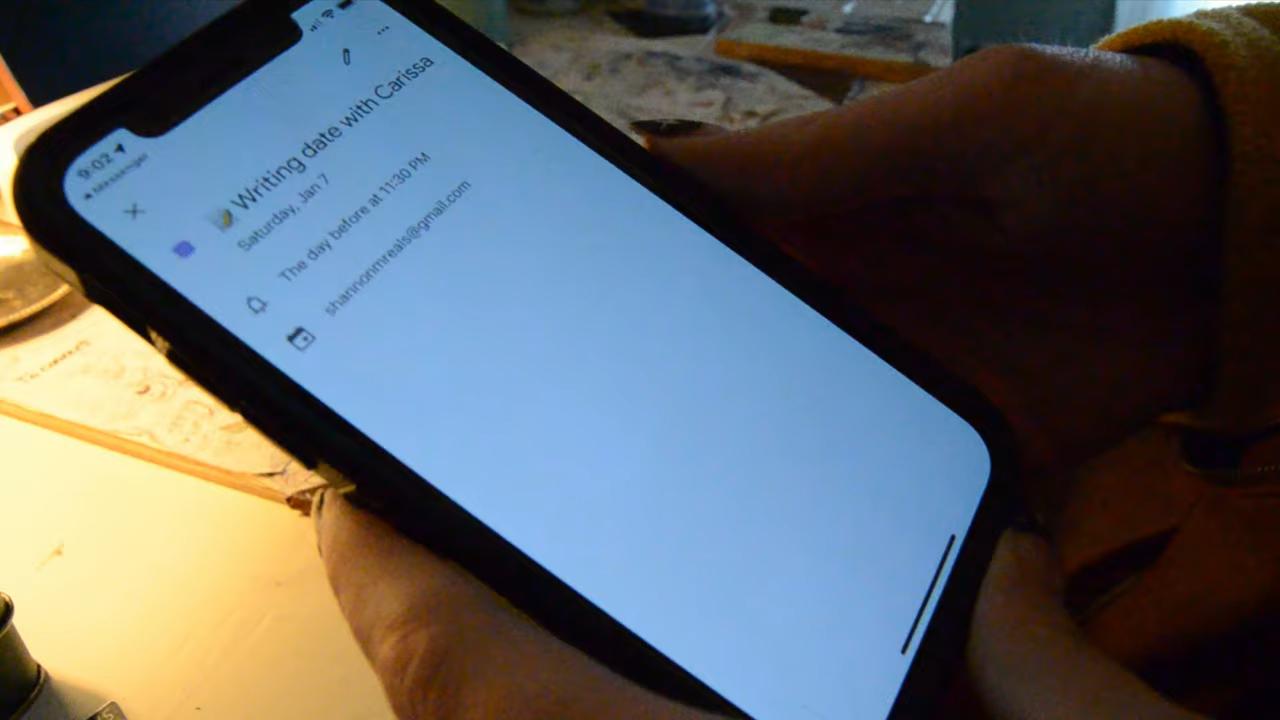 9:02
Messenger
📝 Writing date with Carissa
Saturday, Jan 7
The day before at 11:30 PM
shannonmreals@gmail.com